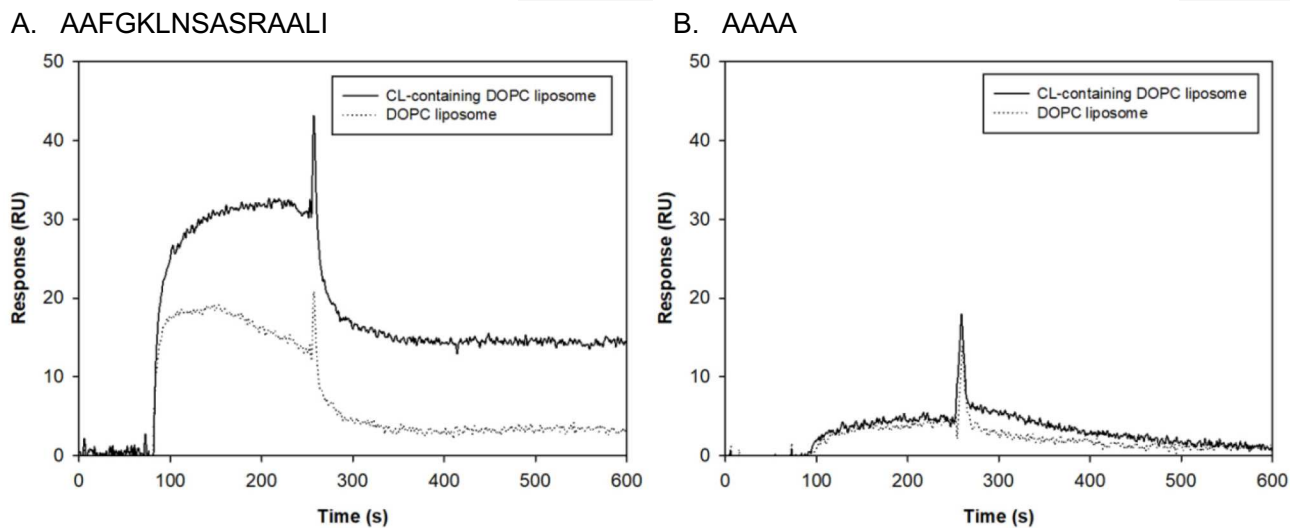 A. AAFGKLNSASRAALI
50
40
30
20
10
0
Response (RU)
CL-containing DOPC liposome
DOPC liposome
0 100 200 300 400 500 600
Time (s)
B. AAAA
50
40
30
20
10
0
Response (RU)
CL-containing DOPC liposome
DOPC liposome
0 100 200 300 400 500 600
Time (s)